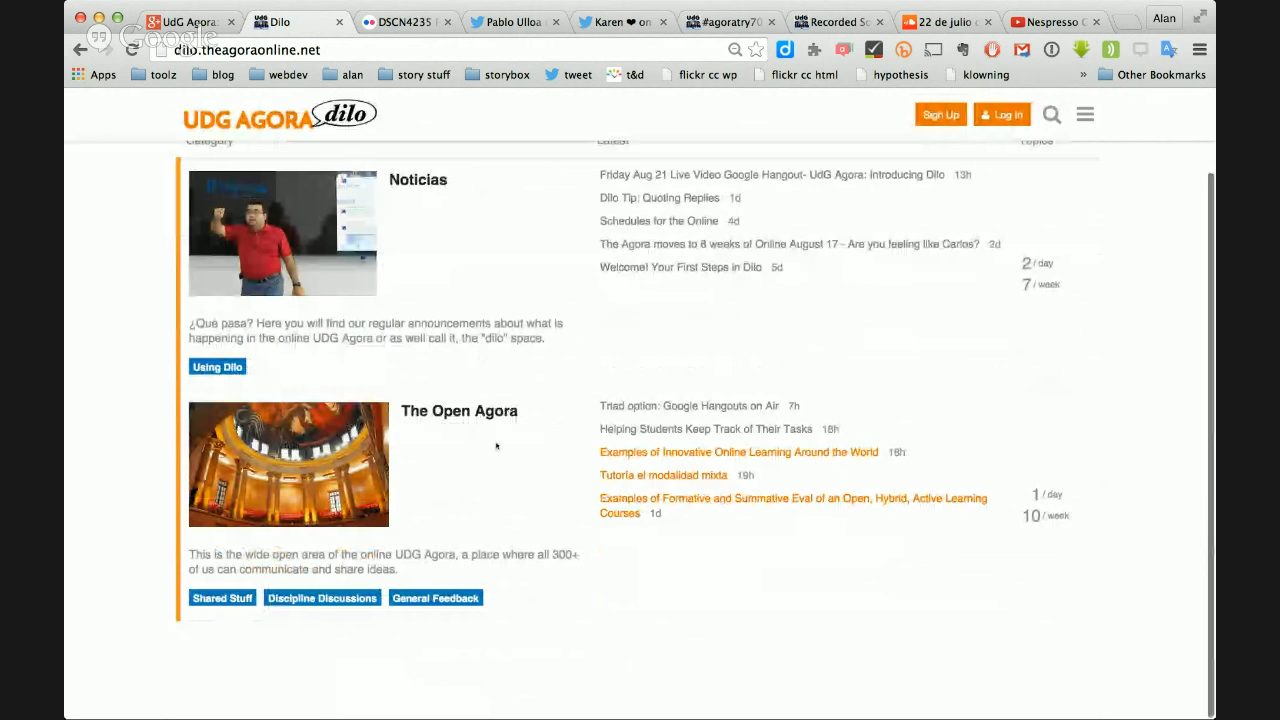 UdG Agora:
Dilo
DSCN4235
Pablo Ulloa
Karen ❤ on
#agoratry70
Recorded So
22 de julio
Nespresso
Alan
Google
dilo.theagoraonline.net
Apps
toolz
blog
webdev
alan
story stuff
storybox
tweet
t&d
flickr cc wp
flickr cc html
hypothesis
klowning
»
Other Bookmarks
UDG AGORA dilo
Sign Up
Log In
Category
Latest
Topics
Noticias
Friday Aug 21 Live Video Google Hangout- UdG Agora: Introducing Dilo 13h
Dilo Tip: Quoting Replies 1d
Schedules for the Online 4d
The Agora moves to 6 weeks of Online August 17-- Are you feeling like Carlos? 2d
Welcome! Your First Steps in Dilo 5d
2 / day
7 / week
¿Qué pasa? Here you will find our regular announcements about what is
happening in the online UDG Agora or as well call it, the "dilo" space.
Using Dilo
The Open Agora
Triad option: Google Hangouts on Air 7h
Helping Students Keep Track of Their Tasks 18h
Examples of Innovative Online Learning Around the World 18h
Tutoría el modalidad mixta 19h
Examples of Formative and Summative Eval of an Open, Hybrid, Active Learning
Courses 1d
1 / day
10 / week
This is the wide open area of the online UDG Agora, a place where all 300+
of us can communicate and share ideas.
Shared Stuff
Discipline Discussions
General Feedback